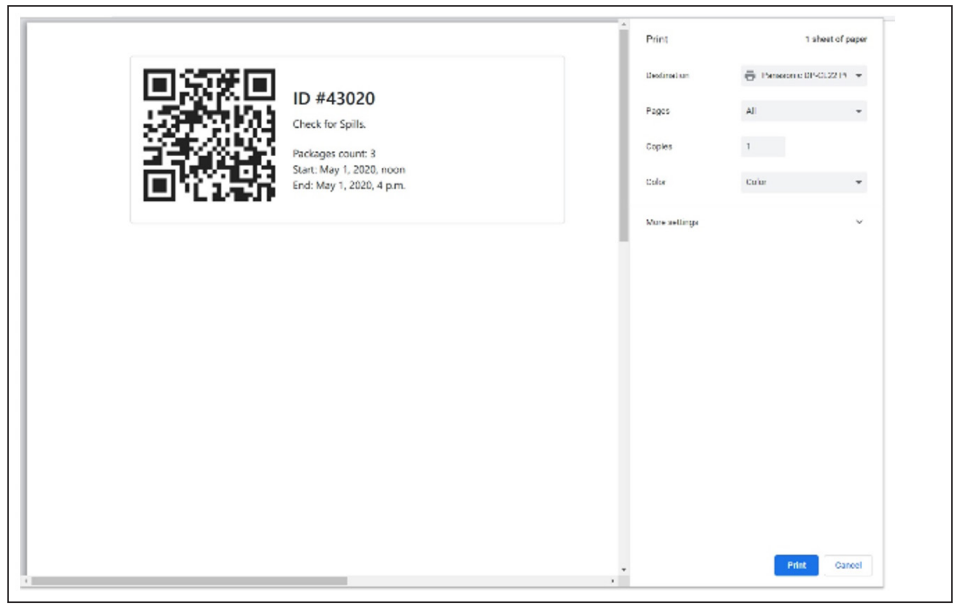 ID #43020
Check for Spills.
Packages count: 3
Start: May 1, 2020, noon
End: May 1, 2020, 4 p.m.
Print 1 sheet of paper
Destination Panasonic
Pages All
Copies 1
Color Color
More settings
Print Cancel